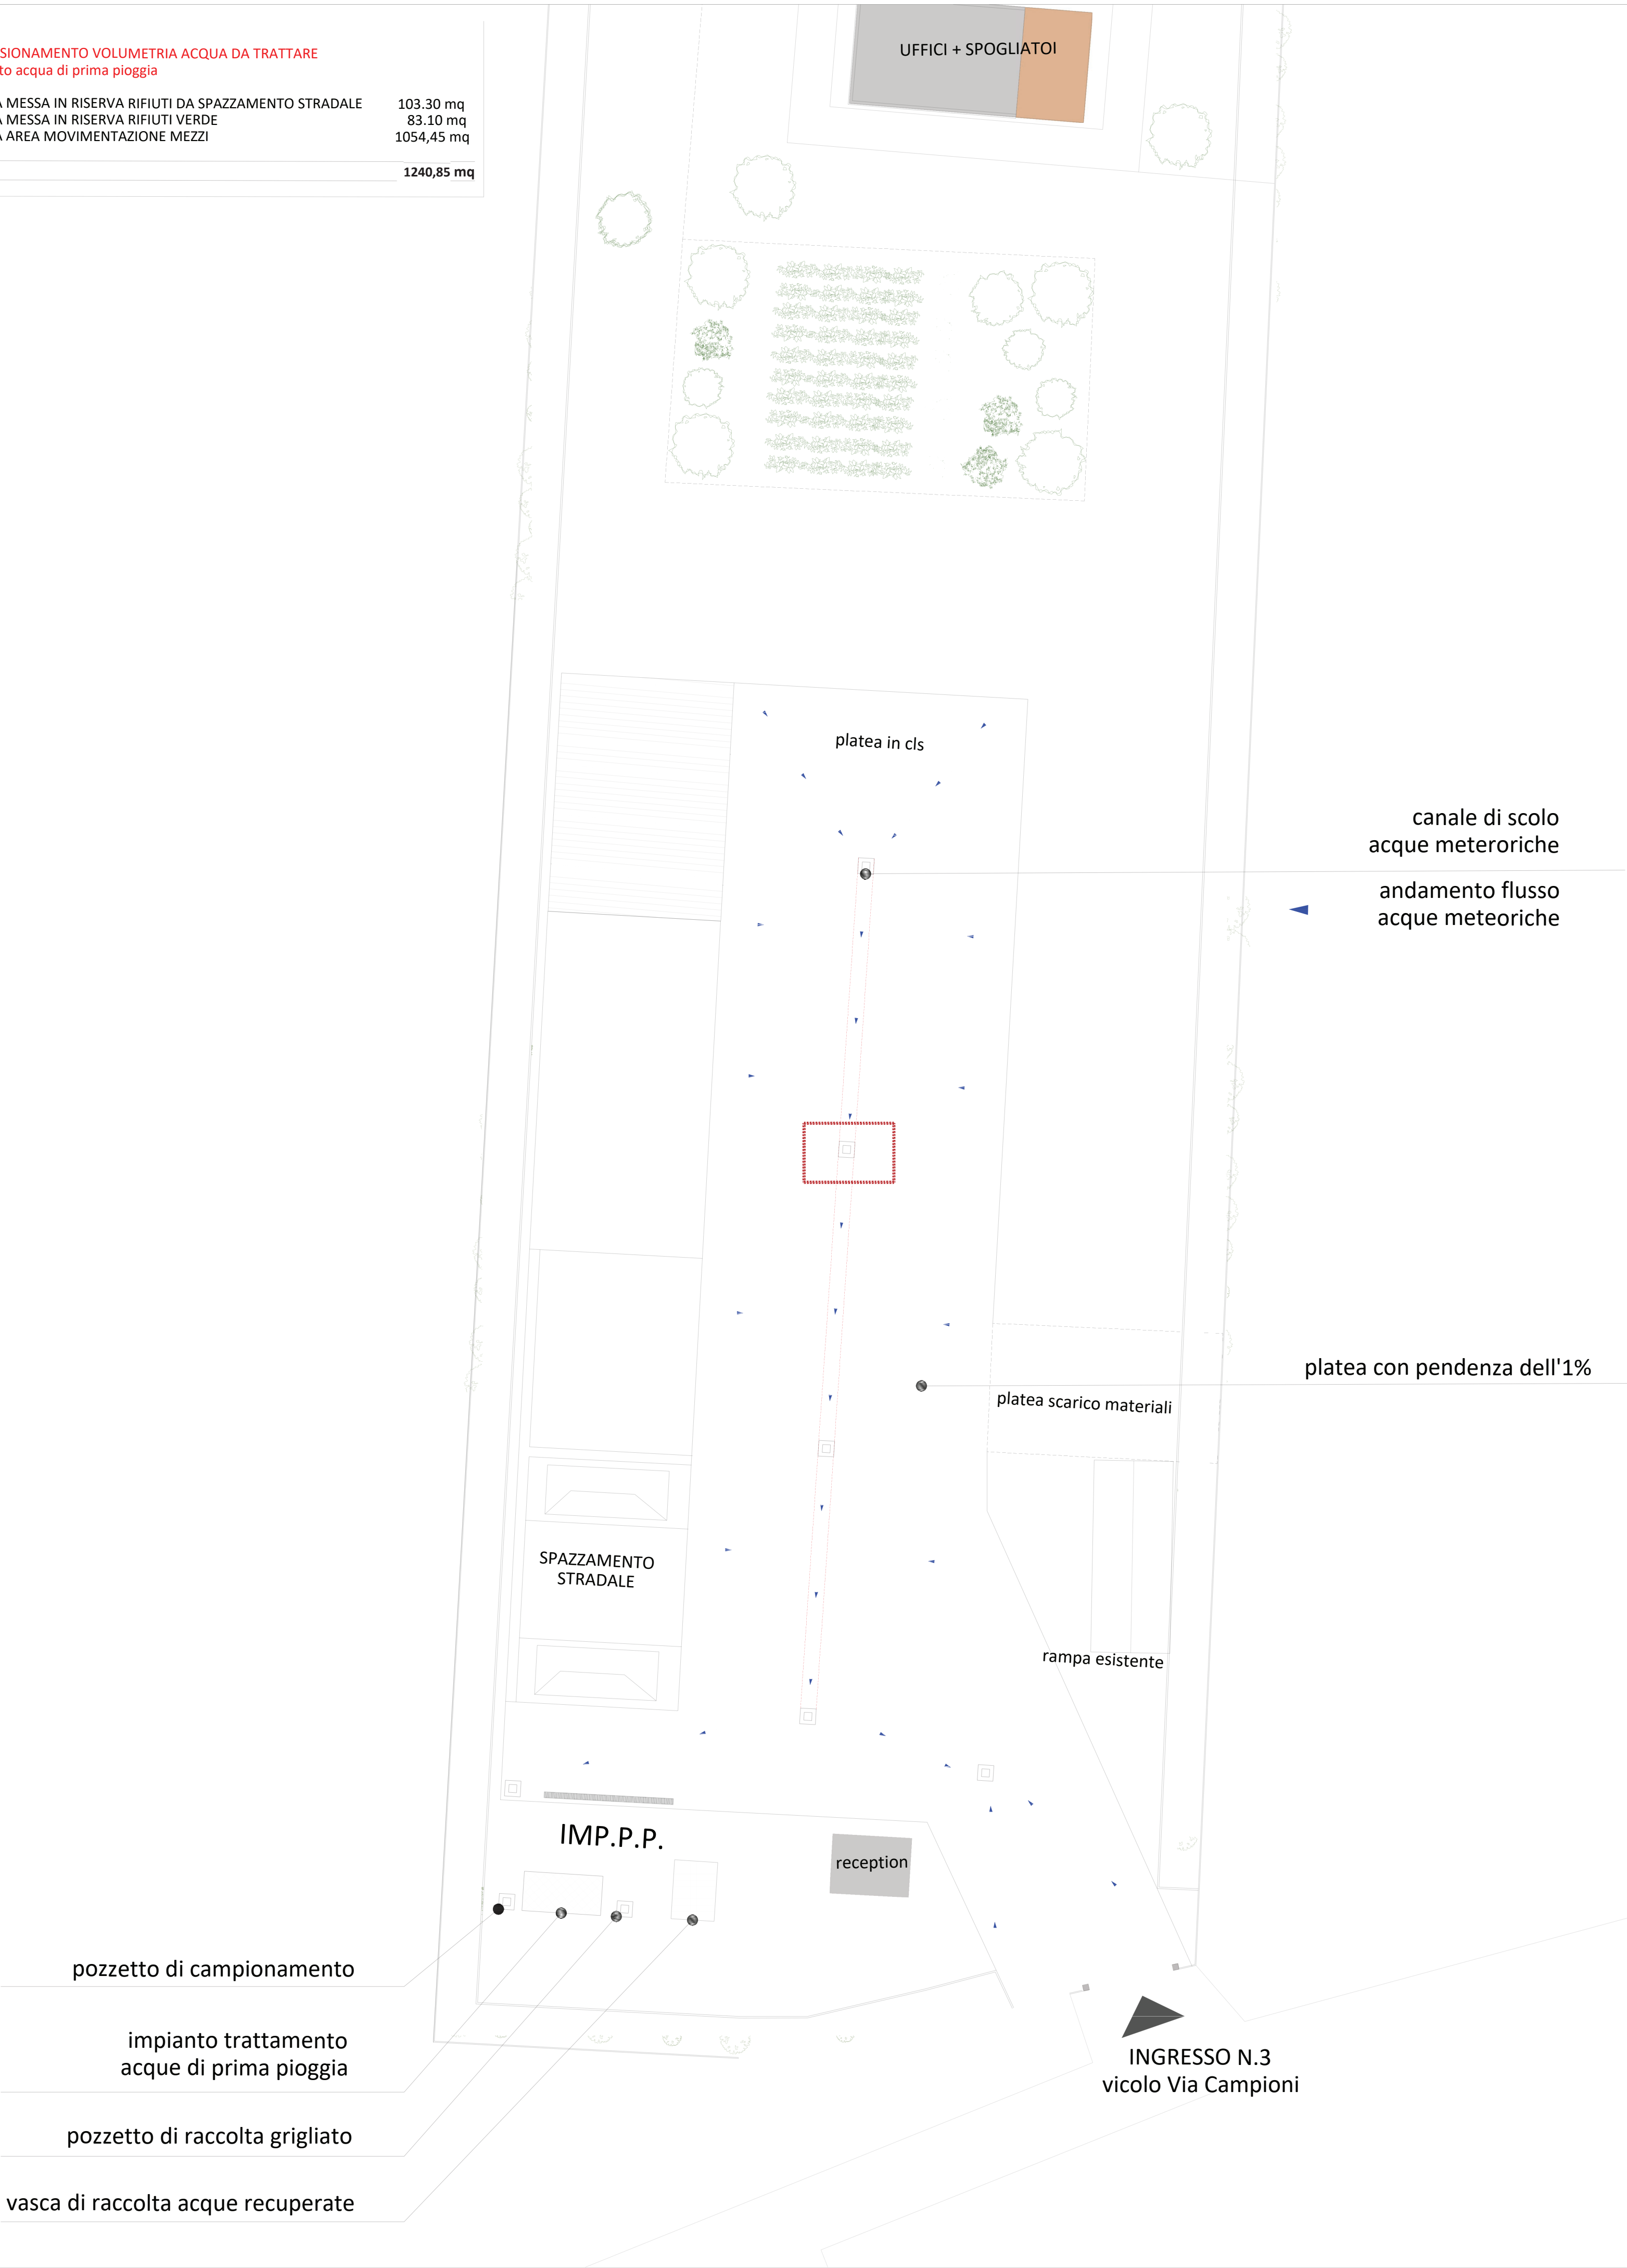 SIONAMENTO VOLUMETRIA ACQUA DA TRATTARE
to acqua di prima pioggia
A MESSA IN RISERVA RIFIUTI DA SPAZZAMENTO STRADALE 103.30 mq
A MESSA IN RISERVA RIFIUTI VERDE 83.10 mq
A AREA MOVIMENTAZIONE MEZZI 1054,45 mq
1240,85 mq
UFFICI + SPOGLIATOI
platea in cls
canale di scolo
acque meteroriche
andamento flusso
acque meteoriche
platea con pendenza dell'1%
platea scarico materiali
SPAZZAMENTO
STRADALE
rampa esistente
IMP.P.P.
reception
pozzetto di campionamento
impianto trattamento
acque di prima pioggia
pozzetto di raccolta grigliato
vasca di raccolta acque recuperate
INGRESSO N.3
vicolo Via Campioni